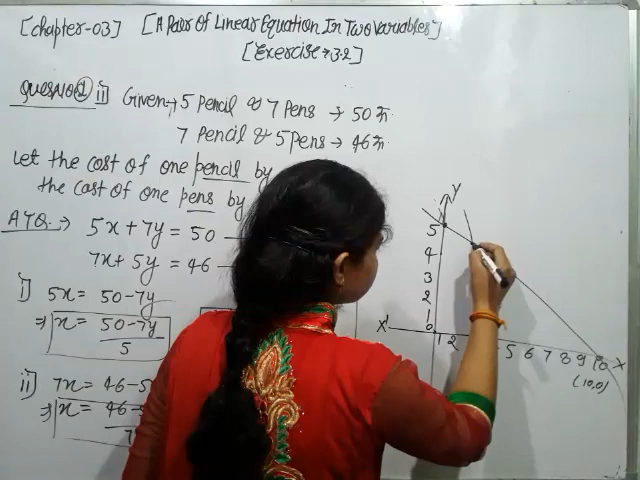 [Chapter-03] [A Pair Of Linear Equation In Two Variables]
[Exercise → 3.2]
Question ① ii) Given → 5 Pencil & 7 Pens → 50 रु.
7 Pencil & 5 Pens → 46 रु.
Let the cost of one pencil by
the cost of one pens by
ATQ. → 5x + 7y = 50
7x + 5y = 46
i) 5x = 50 - 7y
⇒ x = 50 - 7y / 5
ii) 7x = 46 - 5
⇒ x = 46 - / 7
Y
5
4
3
2
1
X' 0 1 2 5 6 7 8 9 10 X
(10,0)